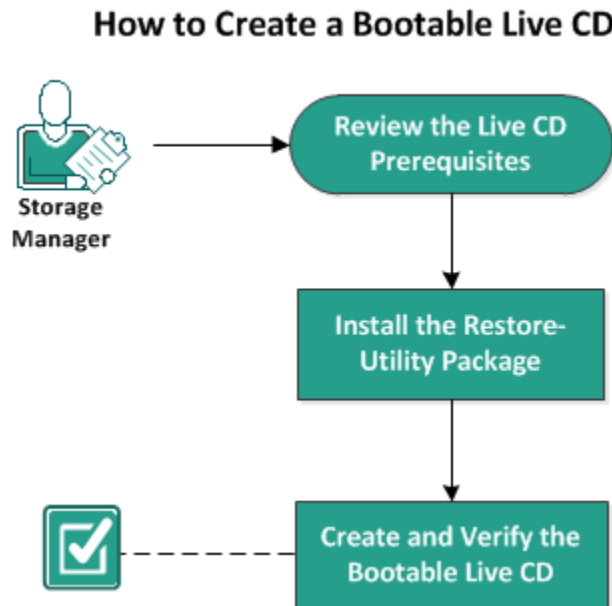 How to Create a Bootable Live CD
Review the Live CD
Prerequisites
Storage
Manager
Install the Restore-
Utility Package
Create and Verify the
Bootable Live CD